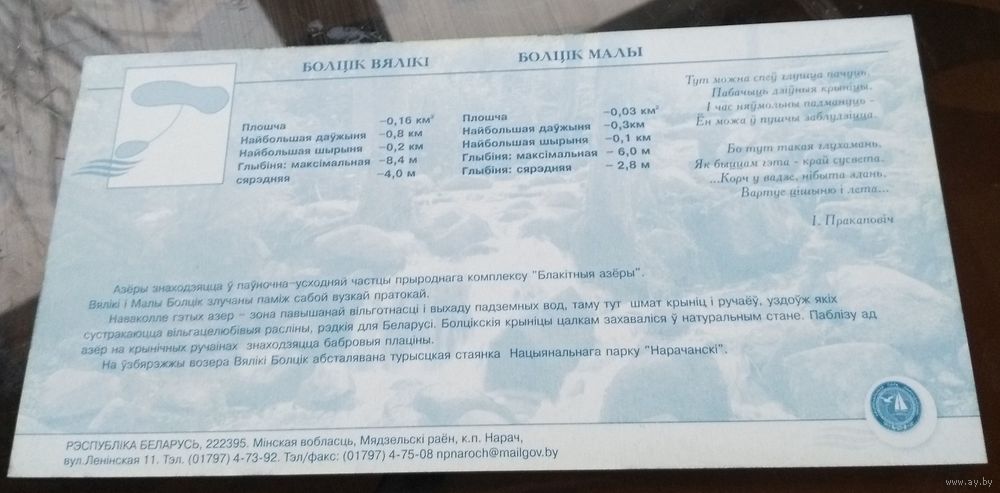 БОЛЦІК ВЯЛІКІ
Плошча –0,16 км²
Найбольшая даўжыня –0,8 км
Найбольшая шырыня –0,2 км
Глыбіня: максімальная –8,4 м
сярэдняя –4,0 м
БОЛЦІК МАЛЫ
Плошча –0,03 км²
Найбольшая даўжыня –0,3км
Найбольшая шырыня –0,1 км
Глыбіня: максімальная – 6,0 м
Глыбіня: сярэдняя – 2,8 м
Тут можна спеў глушца пачуць,
Пабачыць дзіўныя крыніцы.
І час няўмольны падмануць -
Ён можа ў пушчы заблудзіцца.
Бо тут такая глухамань,
Як быццам гэта - край сусвета.
...Корч у вадзе, нібыта здань,
Вартуе цішыню і лета...
І. Пракаповіч
Азёры знаходзяцца ў паўночна-усходняй частцы прыроднага комплексу "Блакітныя азёры".
Вялікі і Малы Болцік злучаны паміж сабой вузкай пратокай.
Наваколле гэтых азер – зона павышанай вільготнасці і выхаду падземных вод, таму тут шмат крыніц і ручаёў, уздоўж якіх
сустракаюцца вільгацелюбівыя расліны, рэдкія для Беларусі. Болцікскія крыніцы цалкам захаваліся ў натуральным стане. Паблізу ад
азёр на крынічных ручаінах знаходзяцца бабровыя плаціны.
На ўзбярэжжы возера Вялікі Болцік абсталявана турысцкая стаянка Нацыянальнага парку "Нарачанскі".
РЭСПУБЛІКА БЕЛАРУСЬ, 222395. Мінская вобласць, Мядзельскі раён, к.п. Нарач,
вул.Ленінская 11. Тэл. (01797) 4-73-92. Тэл/факс: (01797) 4-75-08 npnaroch@mailgov.by
www.ay.by